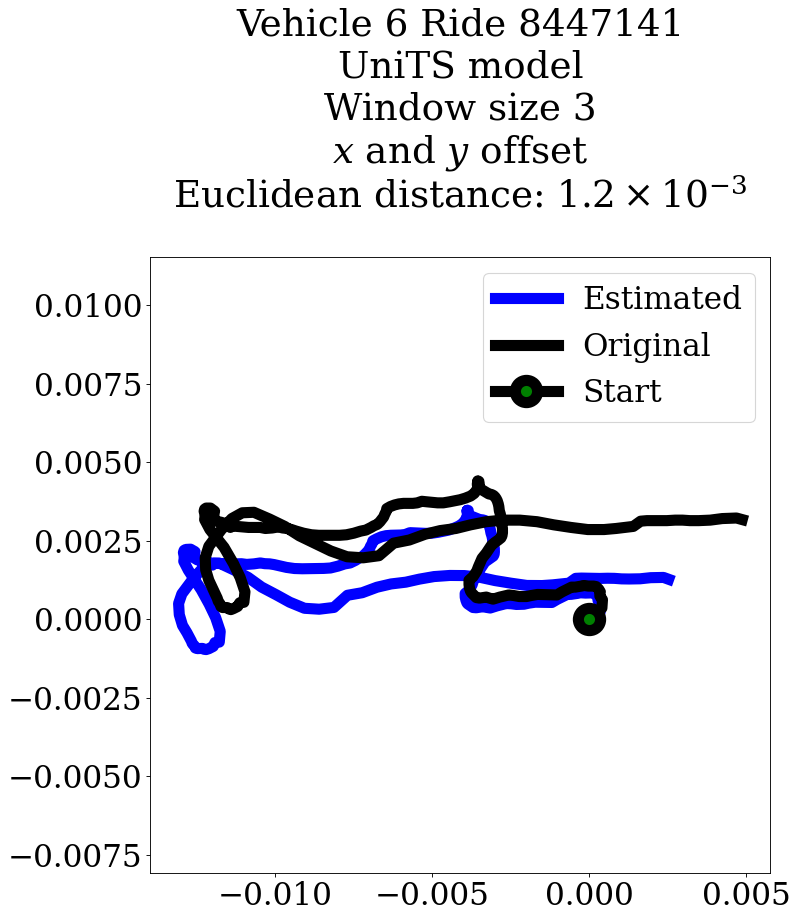 Vehicle 6 Ride 8447141
UniTS model
Window size 3
x and y offset
Euclidean distance: 1.2 × 10⁻³
Estimated
Original
Start
0.0100
0.0075
0.0050
0.0025
0.0000
−0.0025
−0.0050
−0.0075
−0.010 −0.005 0.000 0.005